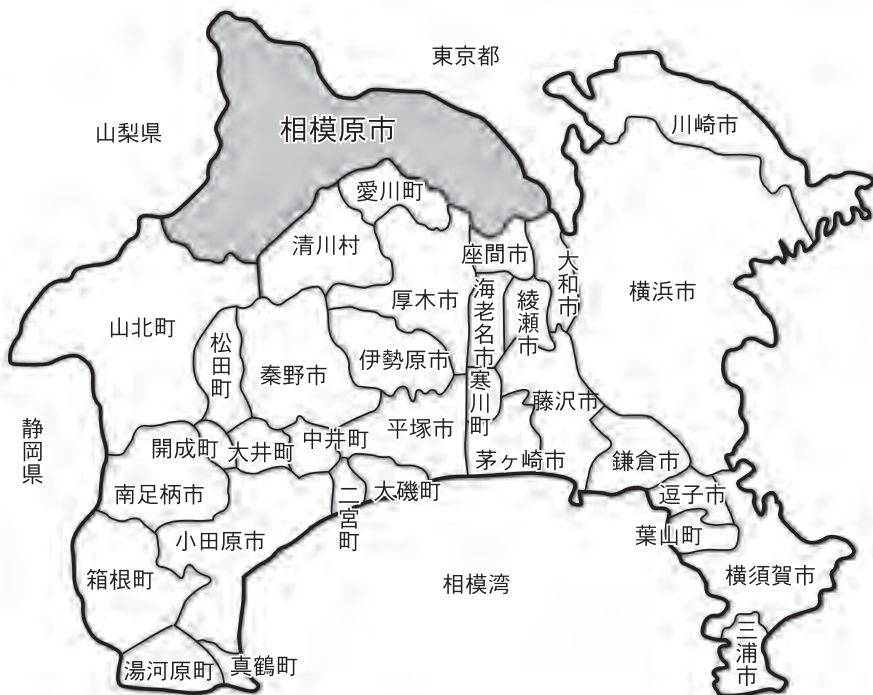 東京都
川崎市
相模原市
山梨県
愛川町
清川村
座間市
大和市
横浜市
厚木市
海老名市
綾瀬市
山北町
松田町
秦野市
伊勢原市
寒川町
藤沢市
静岡県
開成町
大井町
中井町
平塚市
茅ヶ崎市
鎌倉市
南足柄市
二宮町
大磯町
逗子市
小田原市
葉山町
箱根町
相模湾
横須賀市
三浦市
湯河原町
真鶴町